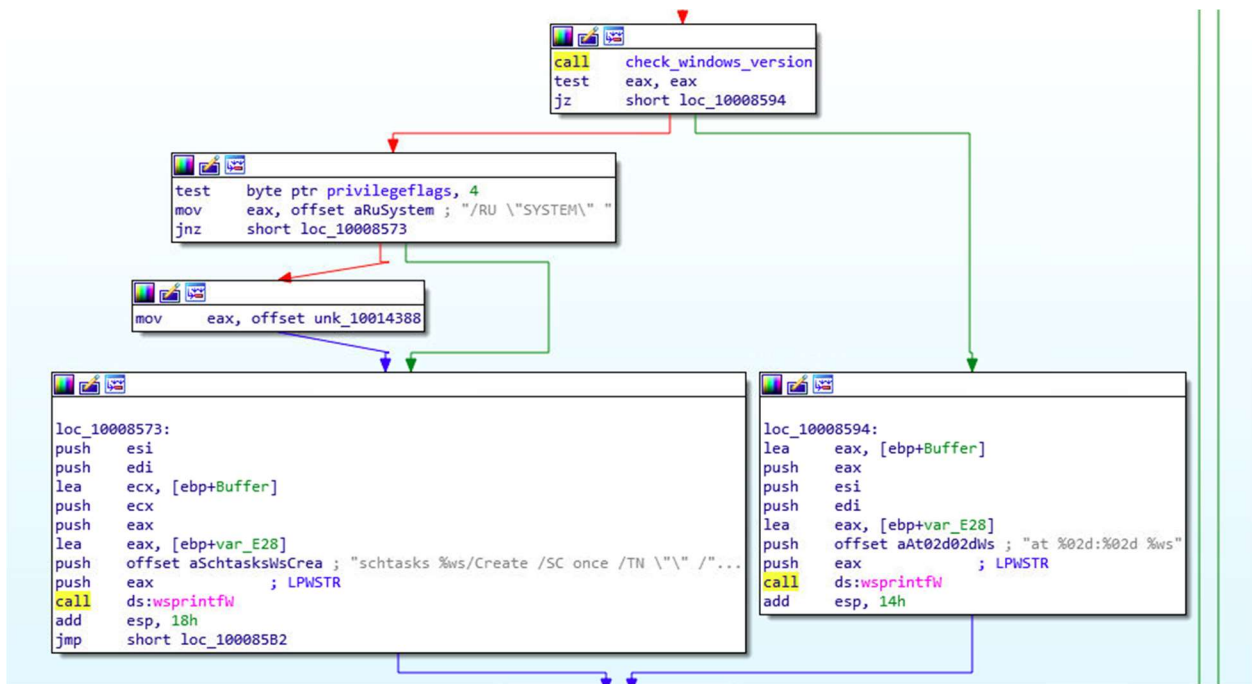 call check_windows_version
test eax, eax
jz short loc_10008594
test byte ptr privilegeflags, 4
mov eax, offset aRuSystem ; "/RU \"SYSTEM\" "
jnz short loc_10008573
mov eax, offset unk_10014388
loc_10008573:
push esi
push edi
lea ecx, [ebp+Buffer]
push ecx
push eax
lea eax, [ebp+var_E28]
push offset aSchtasksWsCrea ; "schtasks %ws/Create /SC once /TN \"\" /"...
push eax ; LPWSTR
call ds:wsprintfW
add esp, 18h
jmp short loc_100085B2
loc_10008594:
lea eax, [ebp+Buffer]
push eax
push esi
push edi
lea eax, [ebp+var_E28]
push offset aAt02d02dWs ; "at %02d:%02d %ws"
push eax ; LPWSTR
call ds:wsprintfW
add esp, 14h